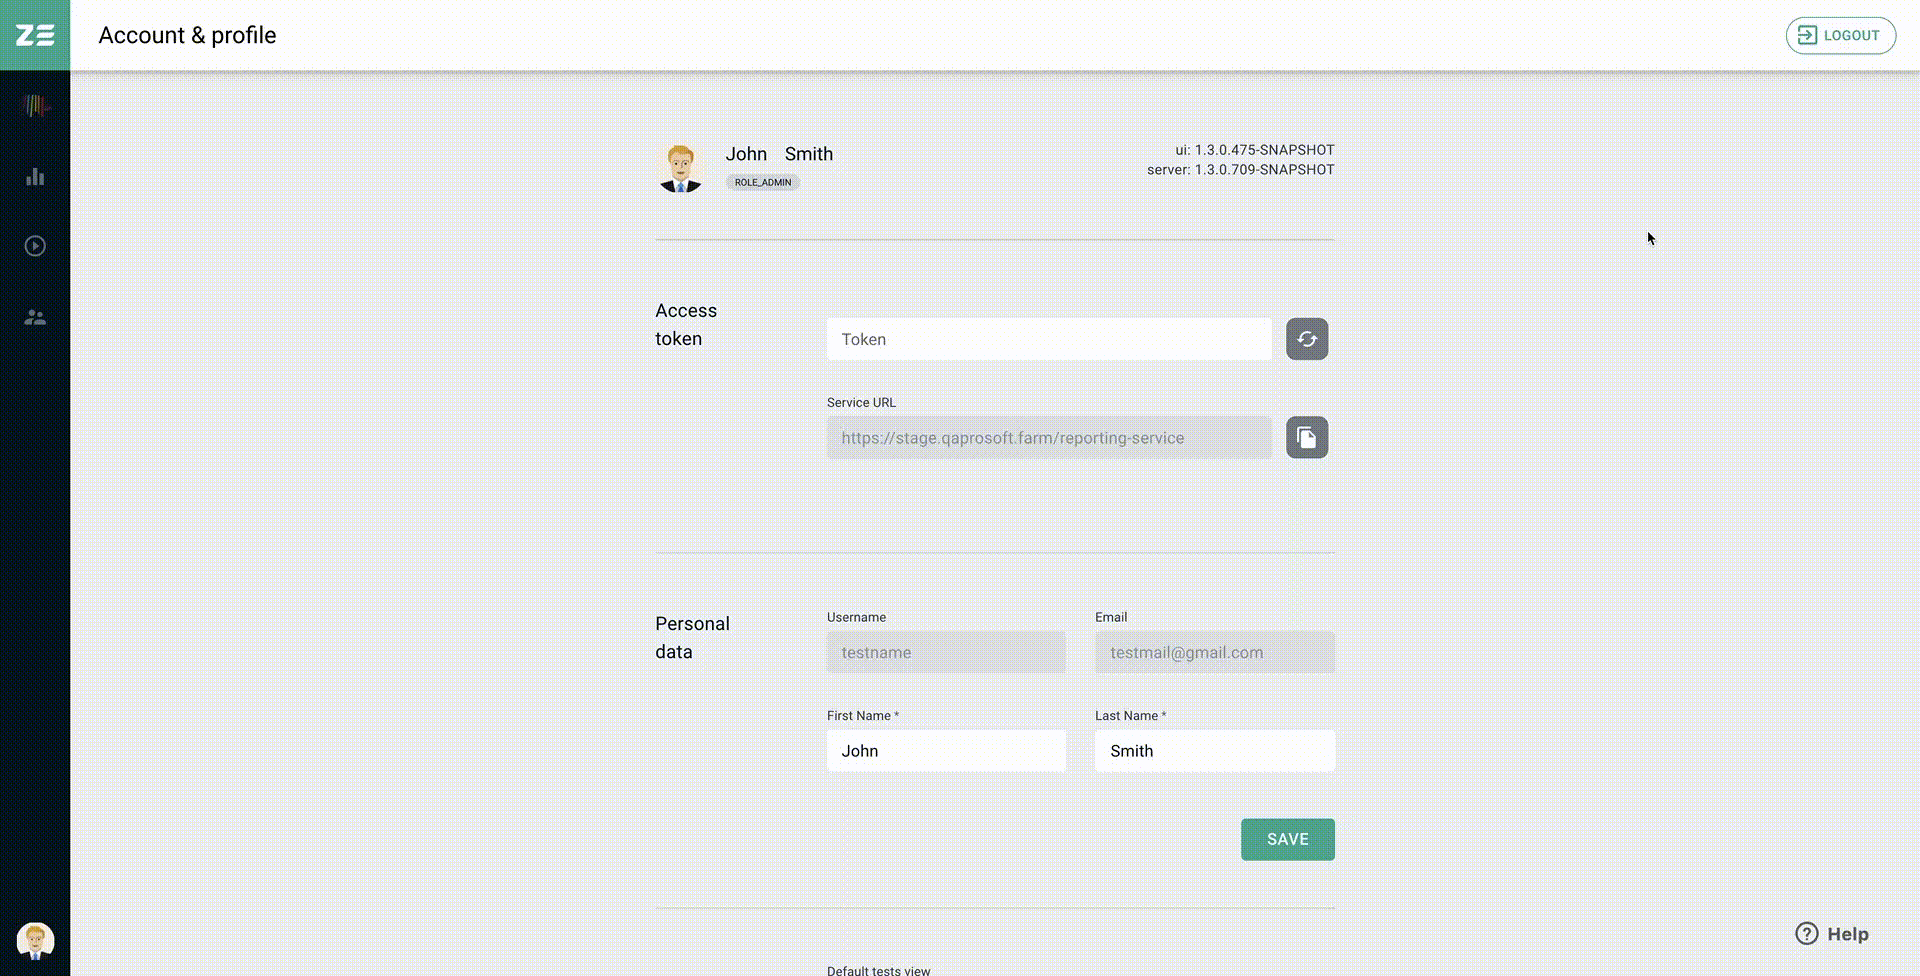 ZE
Account & profile
LOGOUT
John Smith
ROLE_ADMIN
ui: 1.3.0.475-SNAPSHOT
server: 1.3.0.709-SNAPSHOT
Access
token
Token
Service URL
https://stage.qaprosoft.farm/reporting-service
Personal
data
Username
Email
testname
testmail@gmail.com
First Name *
Last Name *
John
Smith
SAVE
Help
Default tests view